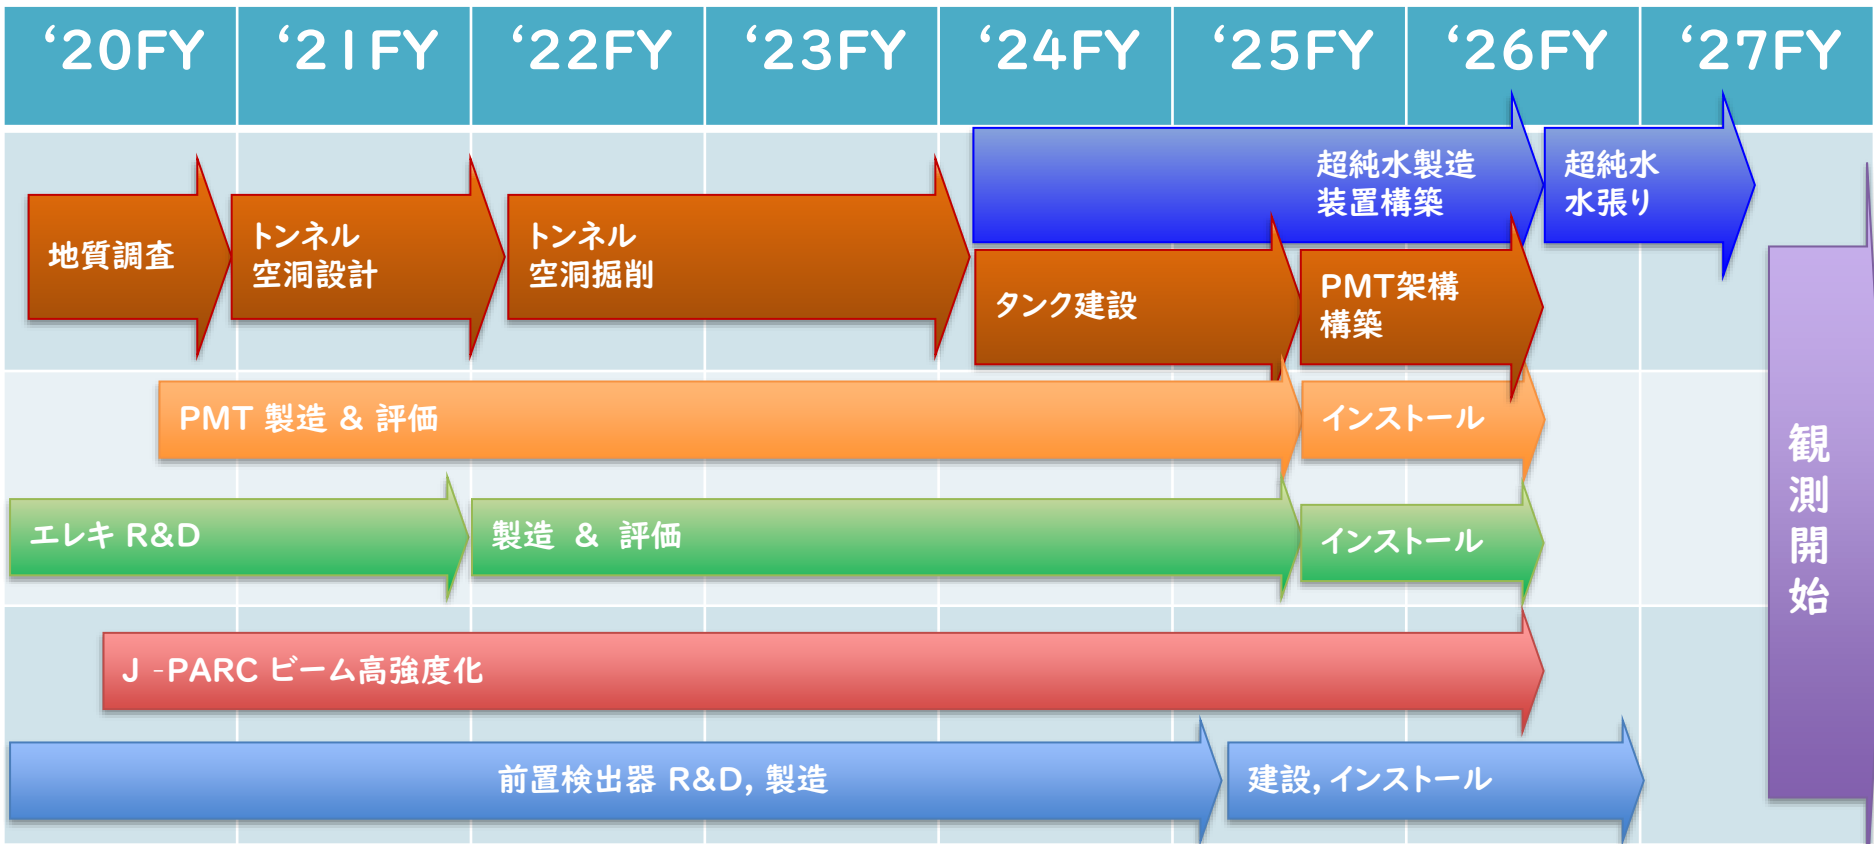 ‘20FY ‘21FY ‘22FY ‘23FY ‘24FY ‘25FY ‘26FY ‘27FY
超純水製造
装置構築
超純水
水張り
地質調査
トンネル
空洞設計
トンネル
空洞掘削
タンク建設
PMT架構
構築
PMT 製造 & 評価
インストール
エレキ R&D
製造 & 評価
インストール
J -PARC ビーム高強度化
前置検出器 R&D, 製造
建設, インストール
観測開始